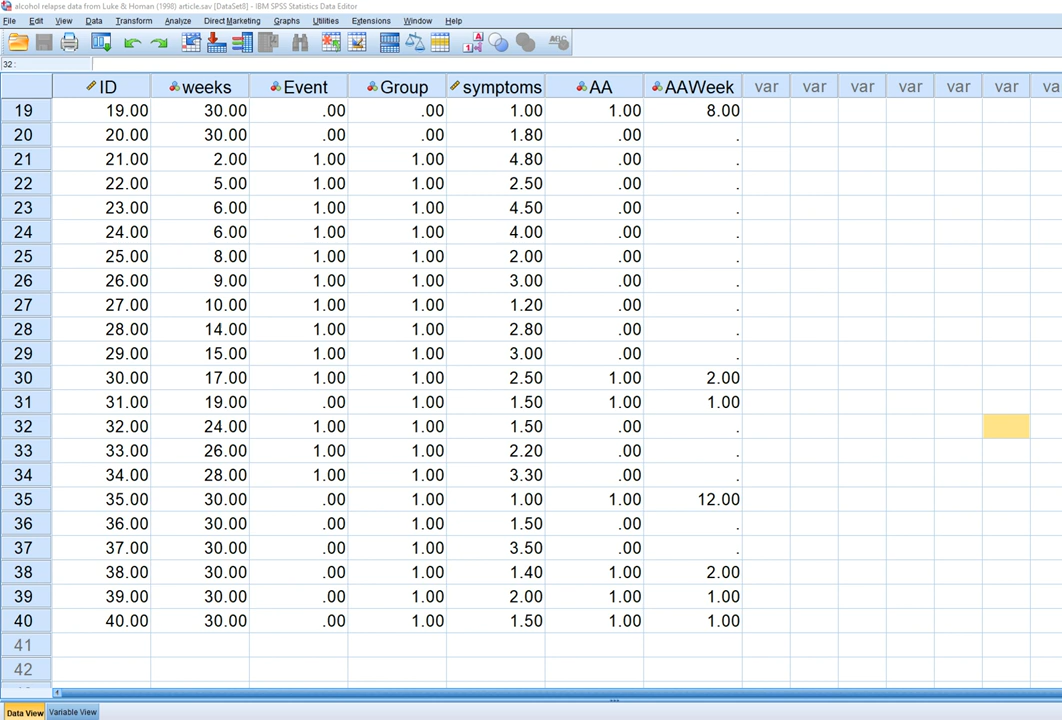 alcohol relapse data from Luke & Homan (1998) article.sav [DataSet8] - IBM SPSS Statistics Data Editor
File Edit View Data Transform Analyze Direct Marketing Graphs Utilities Extensions Window Help
32 :
ID weeks Event Group symptoms AA AAWeek var var var var var var va
19 19.00 30.00 .00 .00 1.00 1.00 8.00
20 20.00 30.00 .00 .00 1.80 .00 .
21 21.00 2.00 1.00 1.00 4.80 .00 .
22 22.00 5.00 1.00 1.00 2.50 .00 .
23 23.00 6.00 1.00 1.00 4.50 .00 .
24 24.00 6.00 1.00 1.00 4.00 .00 .
25 25.00 8.00 1.00 1.00 2.00 .00 .
26 26.00 9.00 1.00 1.00 3.00 .00 .
27 27.00 10.00 1.00 1.00 1.20 .00 .
28 28.00 14.00 1.00 1.00 2.80 .00 .
29 29.00 15.00 1.00 1.00 3.00 .00 .
30 30.00 17.00 1.00 1.00 2.50 1.00 2.00
31 31.00 19.00 .00 1.00 1.50 1.00 1.00
32 32.00 24.00 1.00 1.00 1.50 .00 .
33 33.00 26.00 1.00 1.00 2.20 .00 .
34 34.00 28.00 1.00 1.00 3.30 .00 .
35 35.00 30.00 .00 1.00 1.00 1.00 12.00
36 36.00 30.00 .00 1.00 1.50 .00 .
37 37.00 30.00 .00 1.00 3.50 .00 .
38 38.00 30.00 .00 1.00 1.40 1.00 2.00
39 39.00 30.00 .00 1.00 2.00 1.00 1.00
40 40.00 30.00 .00 1.00 1.50 1.00 1.00
41
42
Data View Variable View